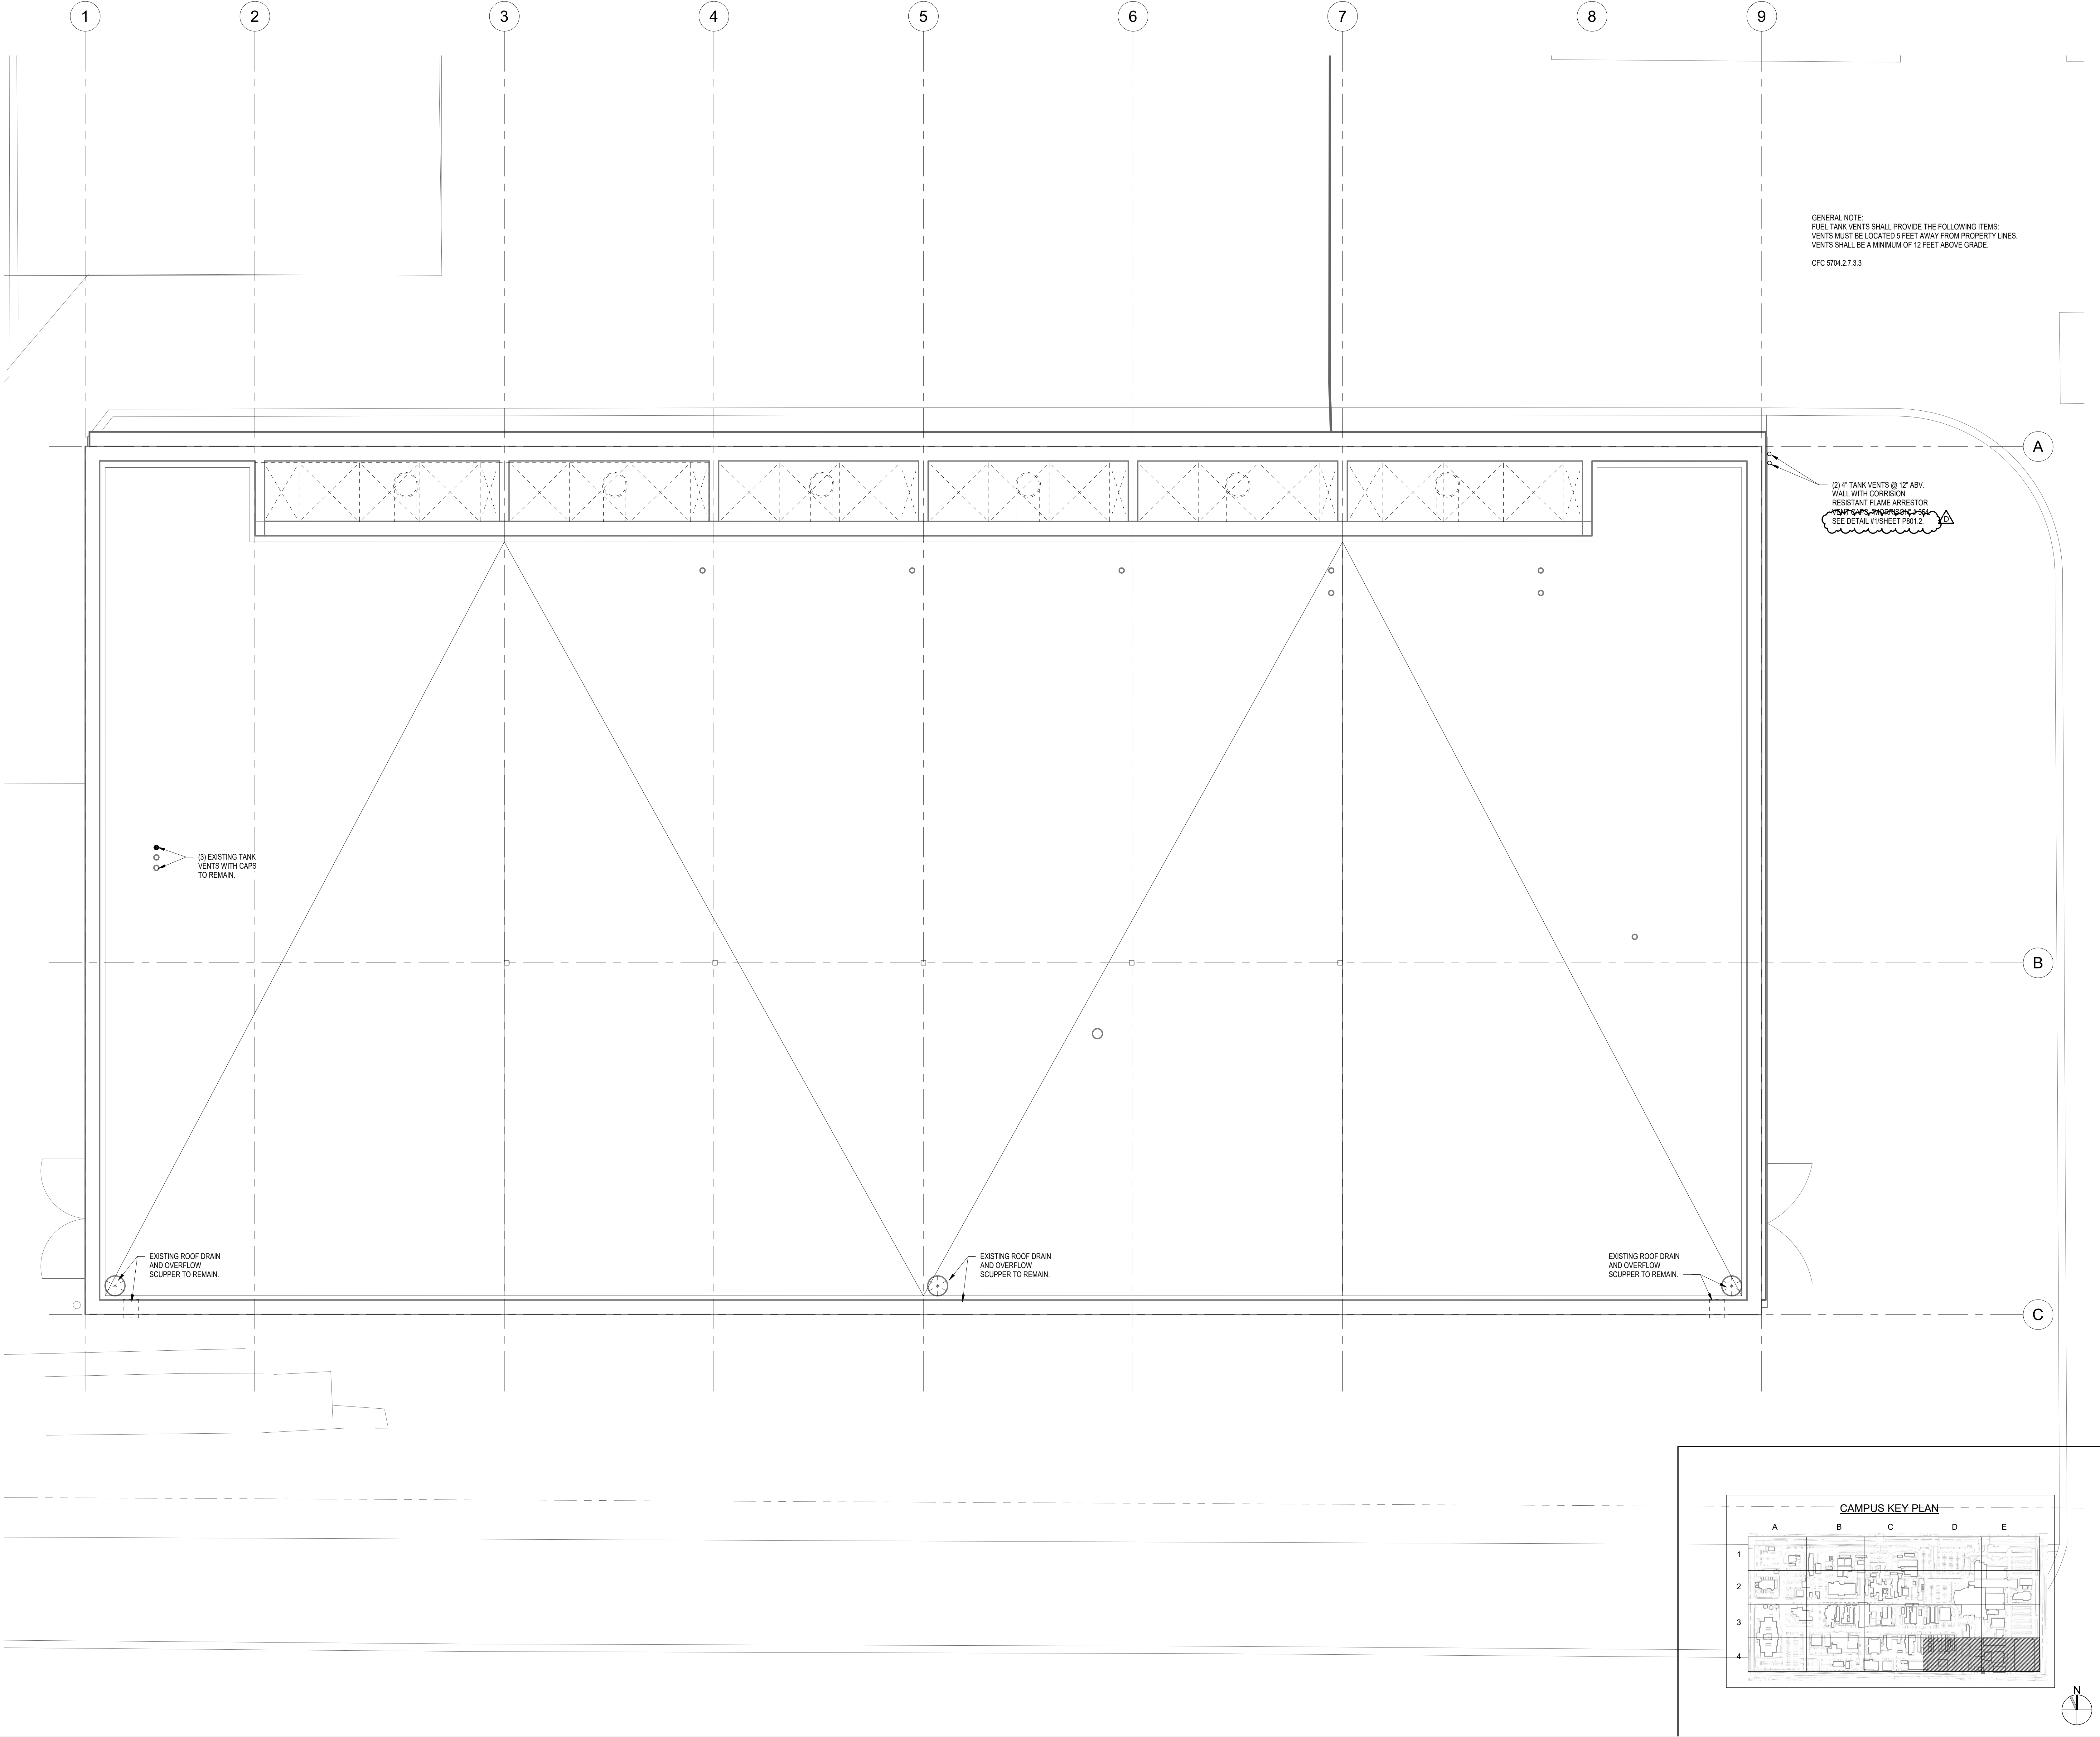 1 2 3 4 5 6 7 8 9
GENERAL NOTE:
FUEL TANK VENTS SHALL PROVIDE THE FOLLOWING ITEMS:
VENTS MUST BE LOCATED 5 FEET AWAY FROM PROPERTY LINES.
VENTS SHALL BE A MINIMUM OF 12 FEET ABOVE GRADE.
CFC 5704.2.7.3.3
A
(2) 4" TANK VENTS @ 12" ABV.
WALL WITH CORRISION
RESISTANT FLAME ARRESTOR
VENT CAPS, "MORRISON" # 351.
SEE DETAIL #1/SHEET P801.2.
D
(3) EXISTING TANK
VENTS WITH CAPS
TO REMAIN.
B
EXISTING ROOF DRAIN
AND OVERFLOW
SCUPPER TO REMAIN.
EXISTING ROOF DRAIN
AND OVERFLOW
SCUPPER TO REMAIN.
EXISTING ROOF DRAIN
AND OVERFLOW
SCUPPER TO REMAIN.
C
CAMPUS KEY PLAN
A B C D E
1
2
3
4
N